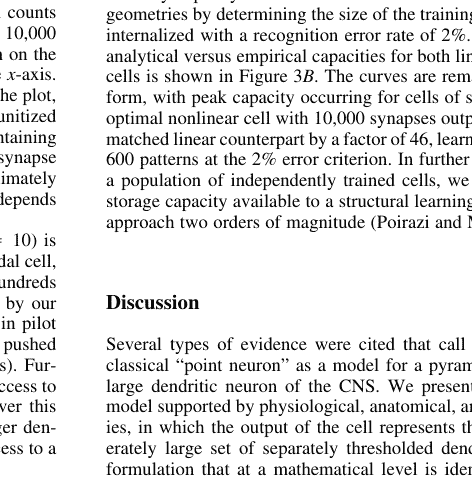 counts
10,000
on the
x-axis.
he plot,
unitized
ntaining
synapse
imately
depends
= 10) is
dal cell,
undreds
by our
in pilot
pushed
s). Fur-
ccess to
ver this
ger den-
cess to a
geometries by determining the size of the training
internalized with a recognition error rate of 2%.
analytical versus empirical capacities for both lin
cells is shown in Figure 3B. The curves are rema
form, with peak capacity occurring for cells of s
optimal nonlinear cell with 10,000 synapses outp
matched linear counterpart by a factor of 46, learn
600 patterns at the 2% error criterion. In further
a population of independently trained cells, we
storage capacity available to a structural learning
approach two orders of magnitude (Poirazi and M
Discussion
Several types of evidence were cited that call
classical “point neuron” as a model for a pyram
large dendritic neuron of the CNS. We present
model supported by physiological, anatomical, an
ies, in which the output of the cell represents th
erately large set of separately thresholded dend
formulation that at a mathematical level is iden